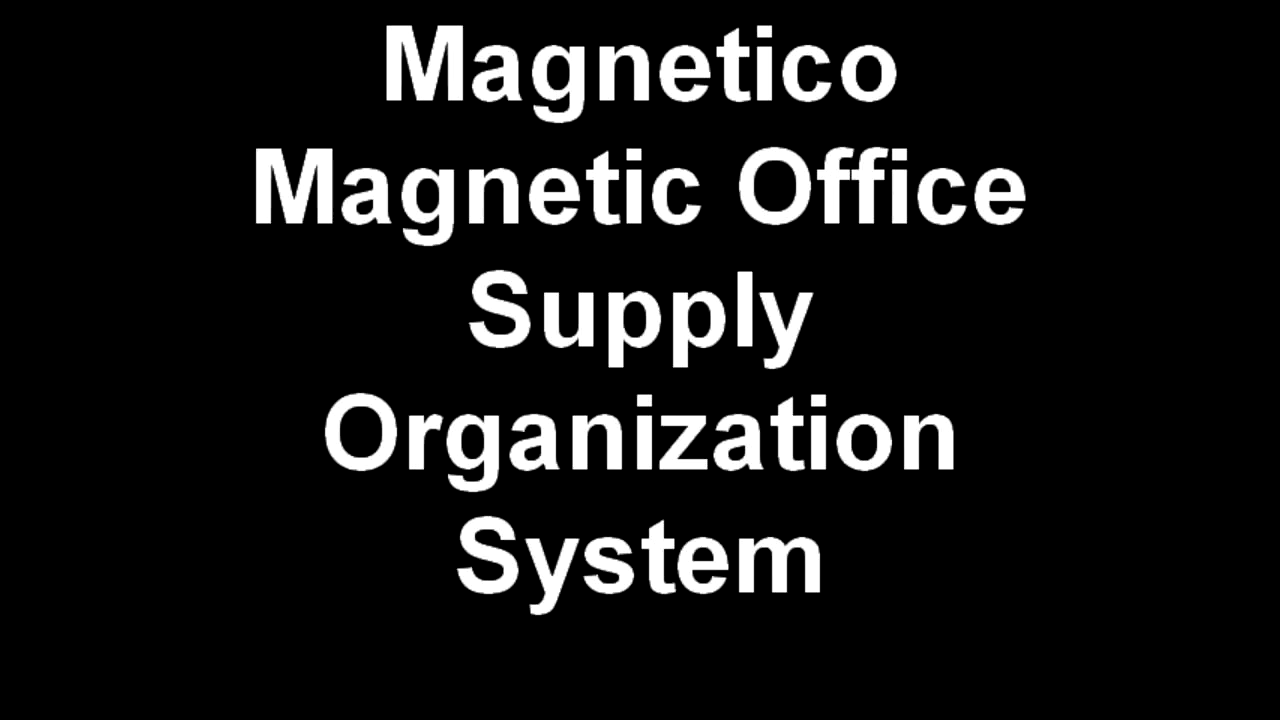 Magnetico
Magnetic Office
Supply
Organization
System